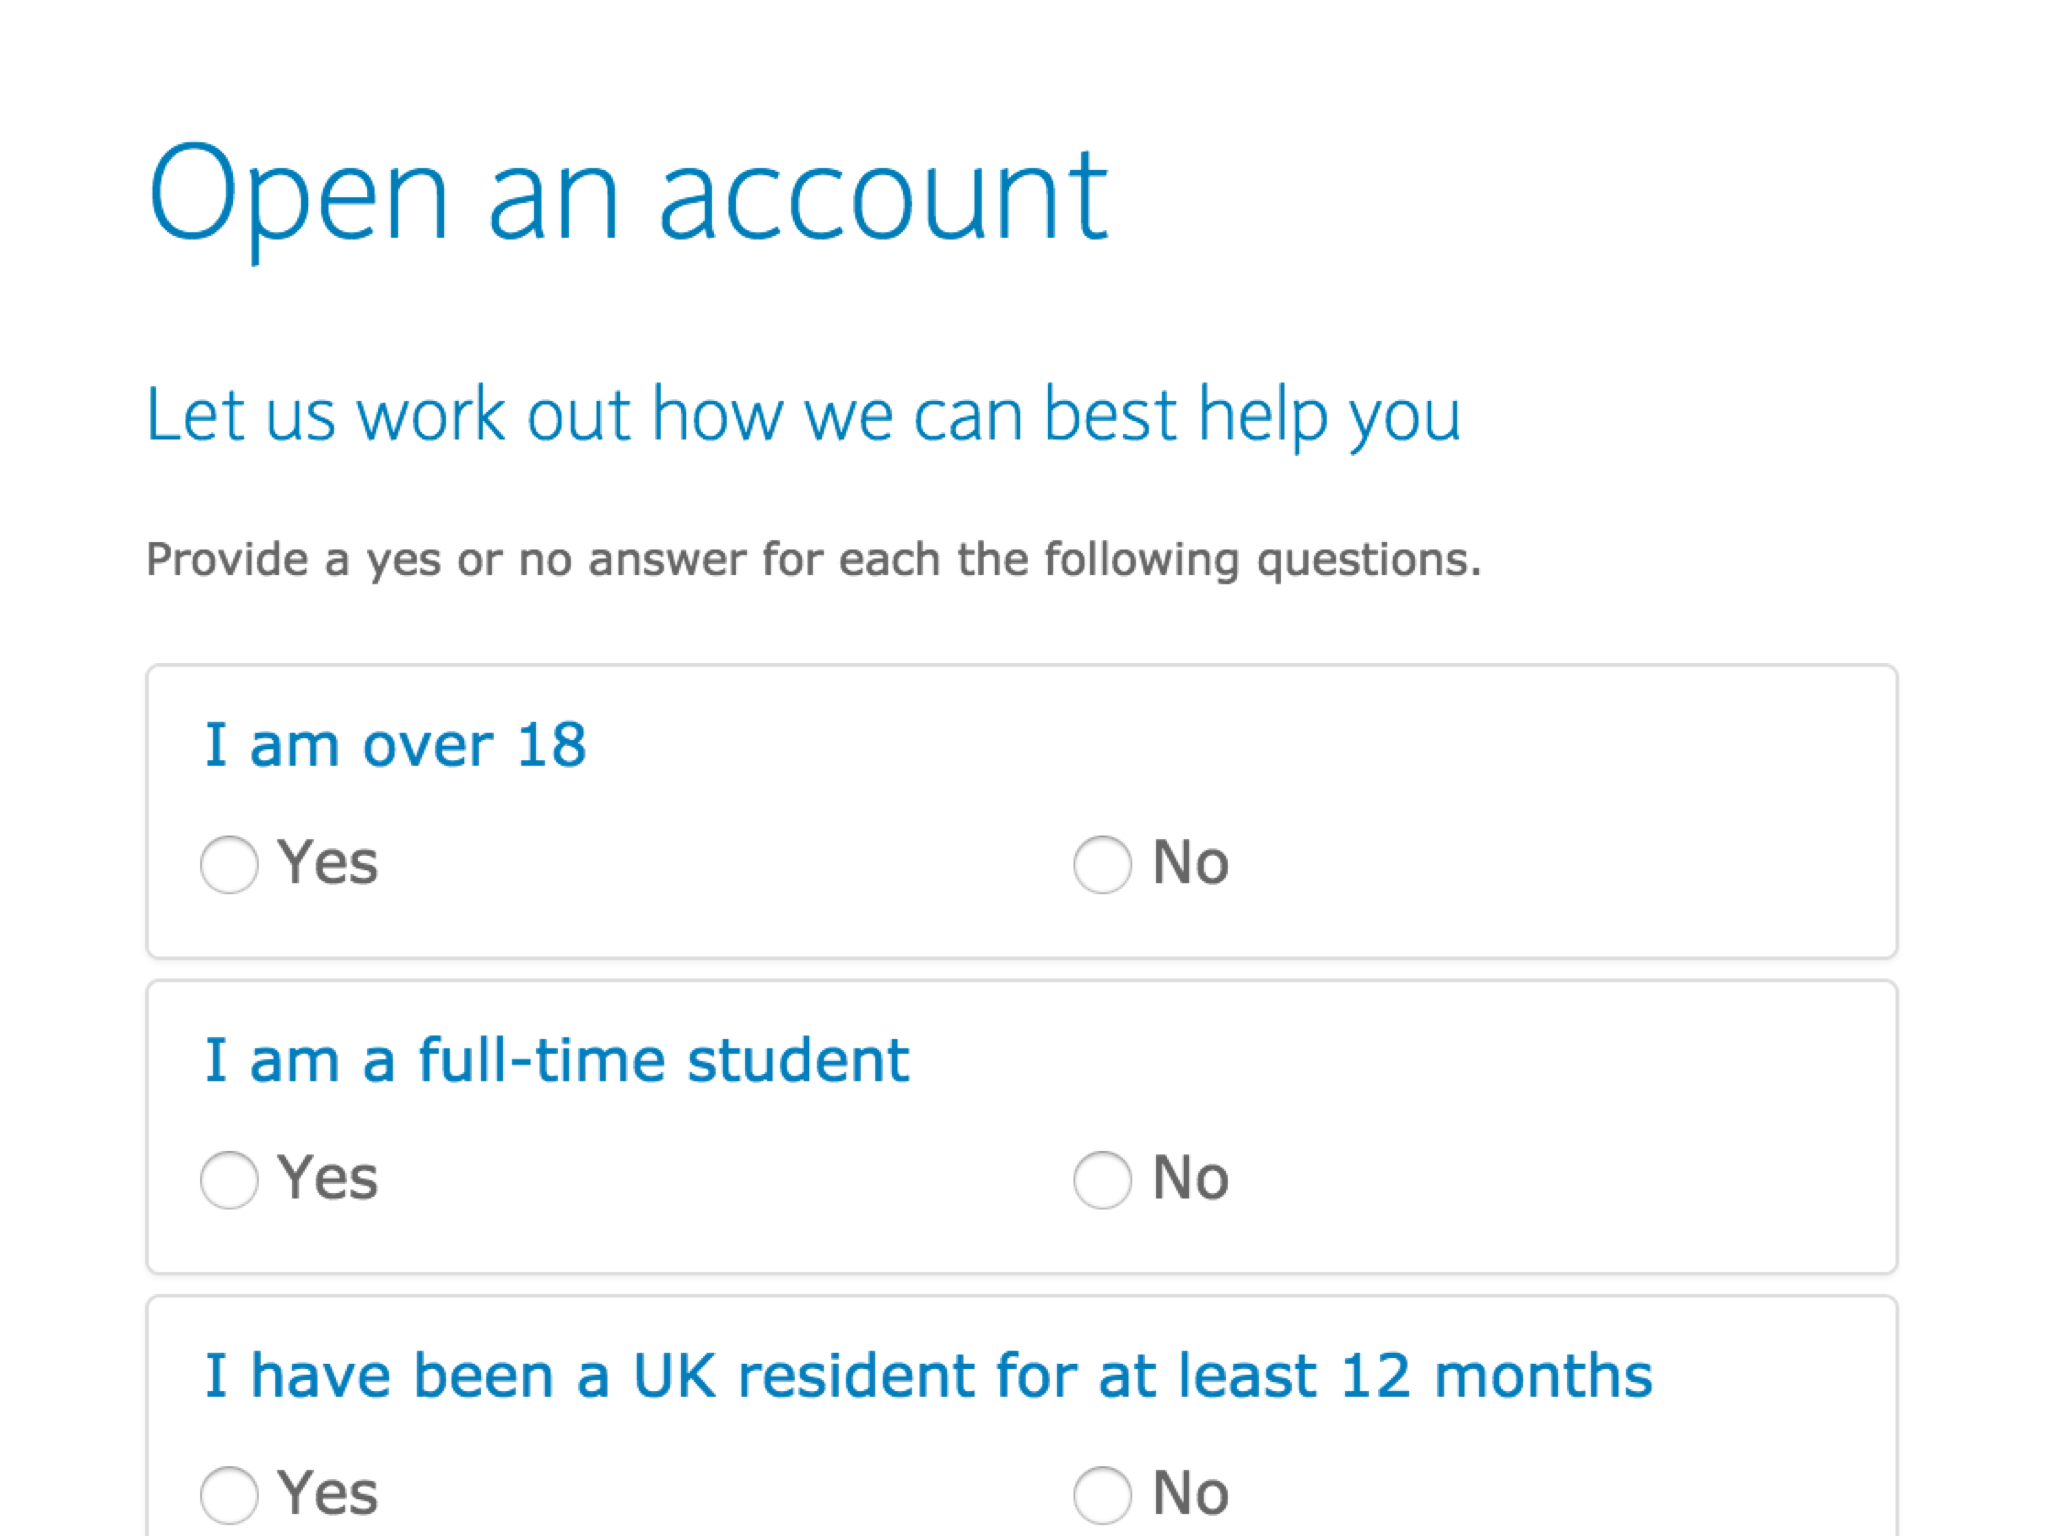 Open an account
Let us work out how we can best help you
Provide a yes or no answer for each the following questions.
I am over 18
Yes No
I am a full-time student
Yes No
I have been a UK resident for at least 12 months
Yes No